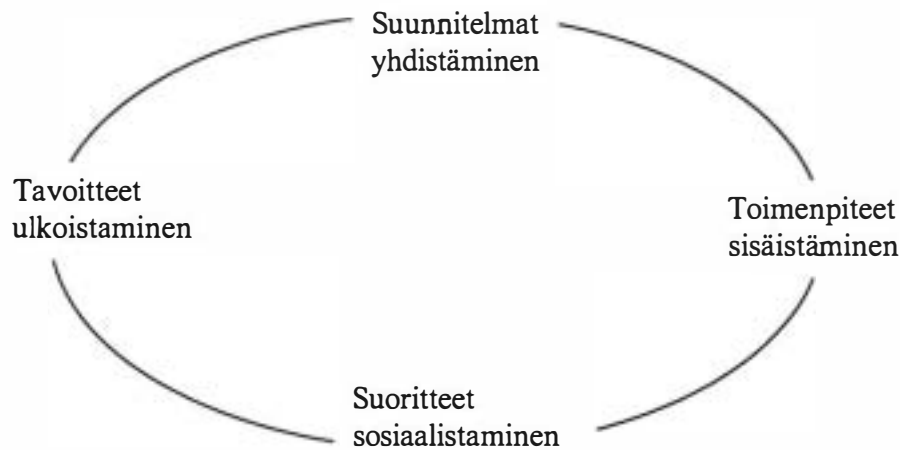 Suunnitelmat
yhdistäminen
Tavoitteet
ulkoistaminen
Toimenpiteet
sisäistäminen
Suoritteet
sosiaalistaminen